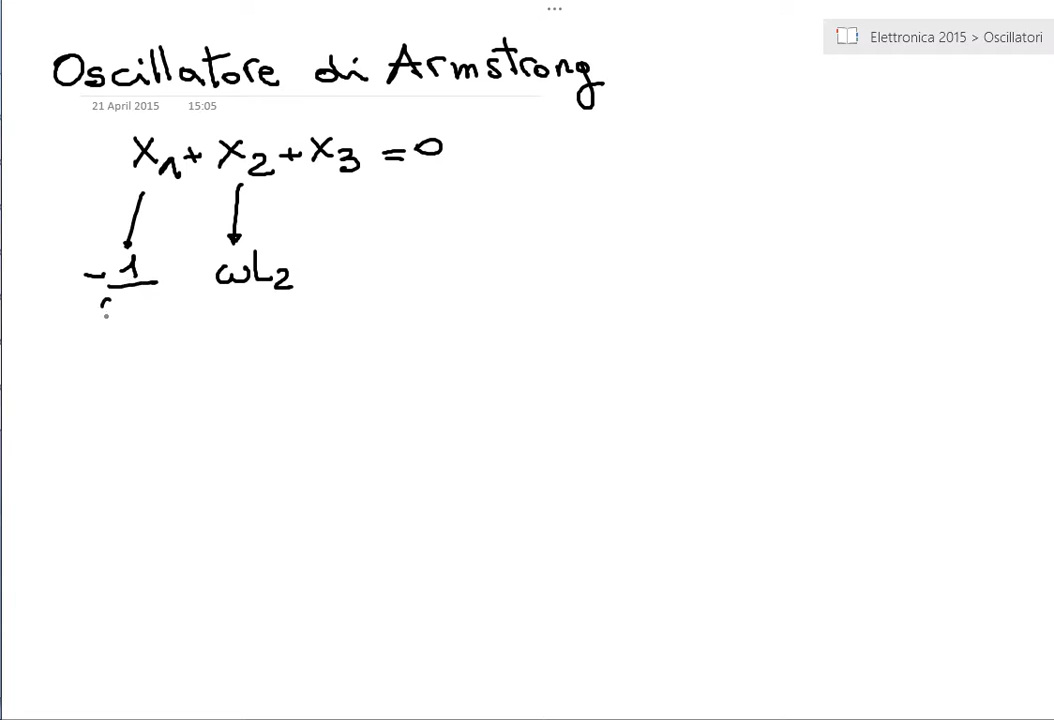 ...
Elettronica 2015 > Oscillatori
Oscillatore di Armstrong
21 April 2015 15:05
X₁ + X₂ + X₃ = 0
-1 ωL₂